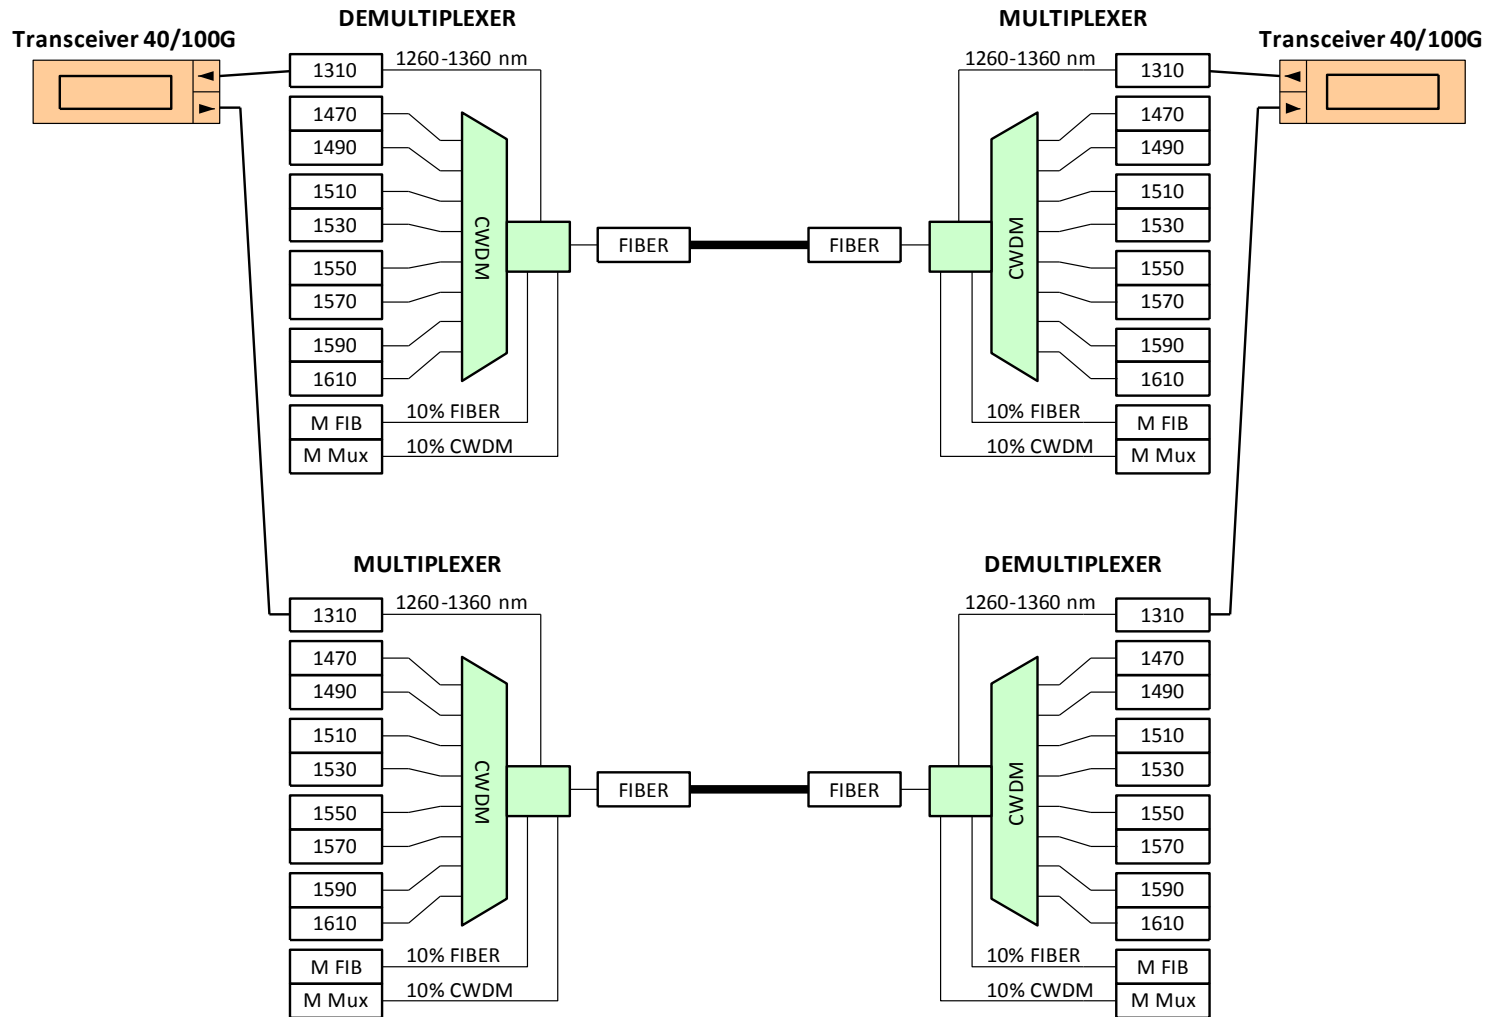 DEMULTIPLEXER
MULTIPLEXER
Transceiver 40/100G
Transceiver 40/100G
1310
1260-1360 nm
1260-1360 nm
1310
1470
1470
1490
1490
1510
1510
1530
1530
CWDM
CWDM
FIBER
FIBER
1550
1550
1570
1570
1590
1590
1610
1610
M FIB
10% FIBER
10% FIBER
M FIB
M Mux
10% CWDM
10% CWDM
M Mux
MULTIPLEXER
DEMULTIPLEXER
1310
1260-1360 nm
1260-1360 nm
1310
1470
1470
1490
1490
1510
1510
1530
1530
CWDM
CWDM
FIBER
FIBER
1550
1550
1570
1570
1590
1590
1610
1610
M FIB
10% FIBER
10% FIBER
M FIB
M Mux
10% CWDM
10% CWDM
M Mux